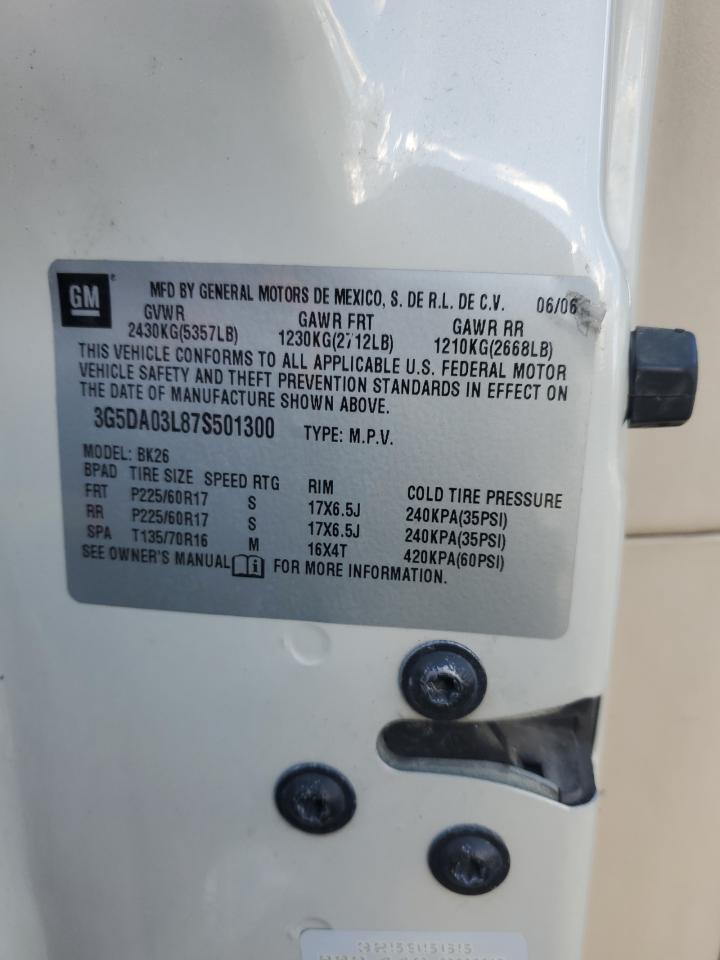 GM ® MFD BY GENERAL MOTORS DE MEXICO, S. DE R.L. DE C.V. 06/06
GVWR GAWR FRT GAWR RR
2430KG(5357LB) 1230KG(2712LB) 1210KG(2668LB)
THIS VEHICLE CONFORMS TO ALL APPLICABLE U.S. FEDERAL MOTOR
VEHICLE SAFETY AND THEFT PREVENTION STANDARDS IN EFFECT ON
THE DATE OF MANUFACTURE SHOWN ABOVE.
3G5DA03L87S501300 TYPE: M.P.V.
MODEL: BK26
BPAD TIRE SIZE SPEED RTG RIM COLD TIRE PRESSURE
FRT P225/60R17 S 17X6.5J 240KPA(35PSI)
RR P225/60R17 S 17X6.5J 240KPA(35PSI)
SPA T135/70R16 M 16X4T 420KPA(60PSI)
SEE OWNER'S MANUAL i FOR MORE INFORMATION.